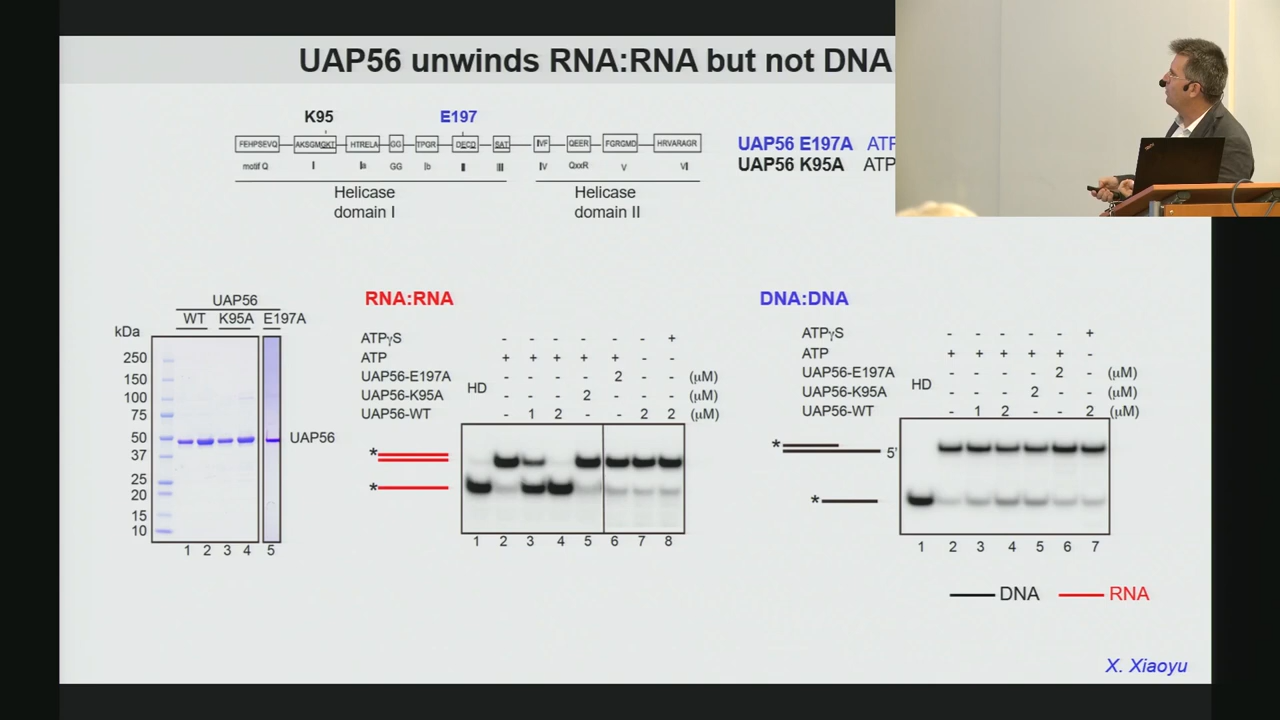 UAP56 unwinds RNA:RNA but not DNA
K95 E197
FEHPSEVQ AKSGMGKT HTRELA GG TPGR DECD SAT IVF QEER FGRGMD HRVARAGR
motif Q I Ia GG Ib II III IV QxxR V VI
Helicase domain I
Helicase domain II
UAP56 E197A ATP
UAP56 K95A ATP
UAP56
WT K95A E197A
kDa
250
150
100
75
50
37
25
20
15
10
UAP56
1 2 3 4 5
RNA:RNA
ATPγS - - - - - - +
ATP + + + + + - -
UAP56-E197A - - - - 2 - - (μM)
UAP56-K95A - - - 2 - - - (μM)
UAP56-WT - 1 2 - - 2 2 (μM)
HD
*
*
1 2 3 4 5 6 7 8
DNA:DNA
ATPγS - - - - - +
ATP + + + + + -
UAP56-E197A - - - - 2 - (μM)
UAP56-K95A - - - 2 - - (μM)
UAP56-WT - 1 2 - - 2 (μM)
HD
* 5'
*
1 2 3 4 5 6 7
DNA RNA
X. Xiaoyu